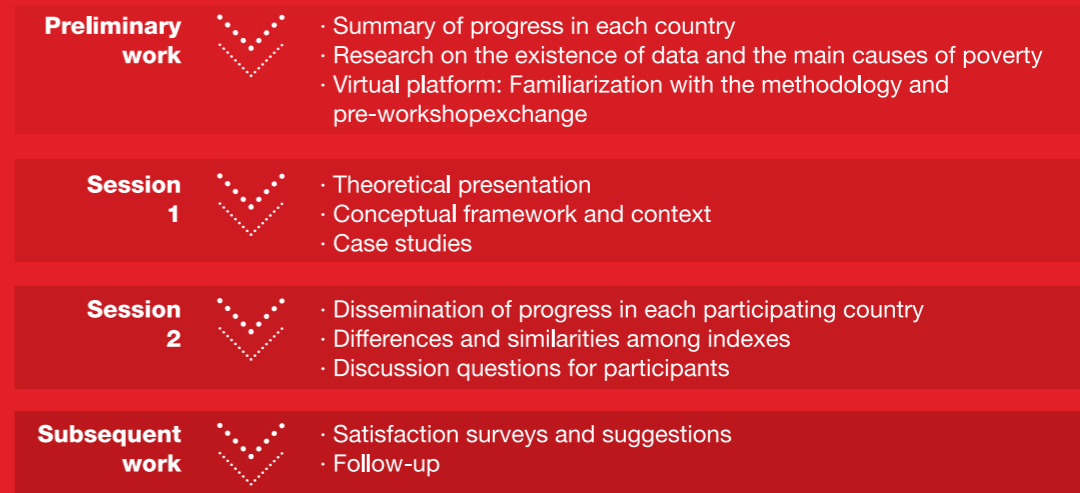 Preliminary work
· Summary of progress in each country
· Research on the existence of data and the main causes of poverty
· Virtual platform: Familiarization with the methodology and
pre-workshopexchange
Session 1
· Theoretical presentation
· Conceptual framework and context
· Case studies
Session 2
· Dissemination of progress in each participating country
· Differences and similarities among indexes
· Discussion questions for participants
Subsequent work
· Satisfaction surveys and suggestions
· Follow-up